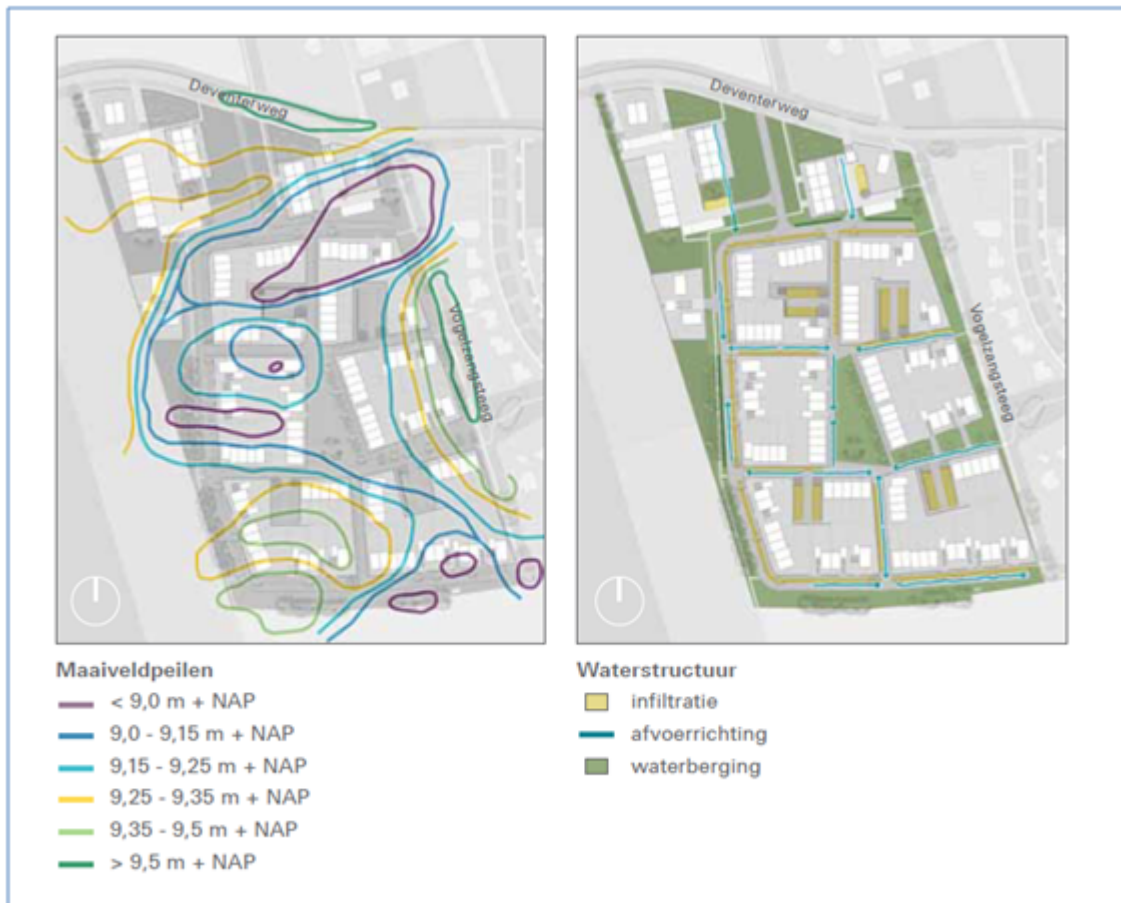 Deventerweg
Vogelzangsteeg
Maaiveldpeilen
< 9,0 m + NAP
9,0 - 9,15 m + NAP
9,15 - 9,25 m + NAP
9,25 - 9,35 m + NAP
9,35 - 9,5 m + NAP
> 9,5 m + NAP
Deventerweg
Vogelzangsteeg
Waterstructuur
infiltratie
afvoerrichting
waterberging